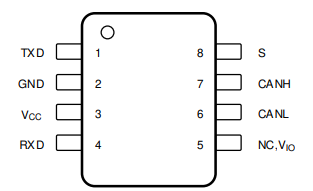 TXD 1 8 S
GND 2 7 CANH
VCC 3 6 CANL
RXD 4 5 NC,VIO